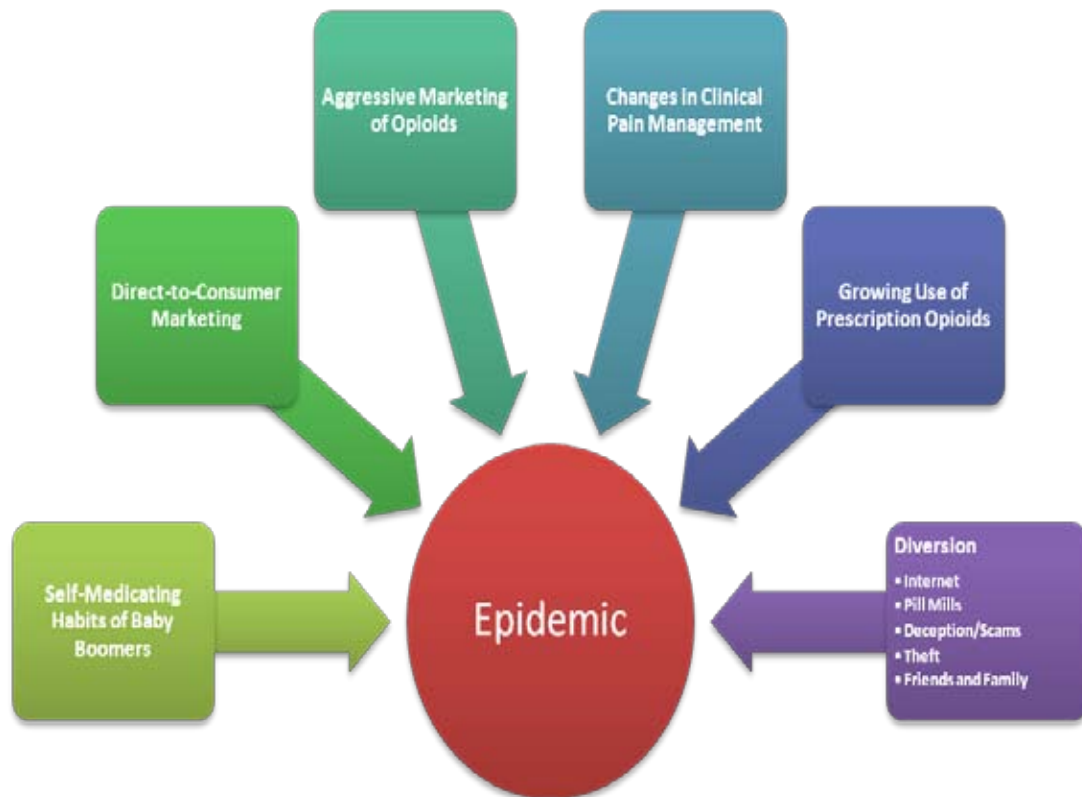 Aggressive Marketing
of Opioids
Changes in Clinical
Pain Management
Direct-to-Consumer
Marketing
Growing Use of
Prescription Opioids
Self-Medicating
Habits of Baby
Boomers
Epidemic
Diversion
▪ Internet
▪ Pill Mills
▪ Deception/Scams
▪ Theft
▪ Friends and Family